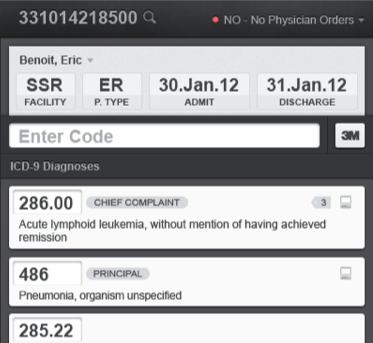 331014218500 NO - No Physician Orders
Benoit, Eric
SSR ER 30.Jan.12 31.Jan.12
FACILITY P. TYPE ADMIT DISCHARGE
Enter Code 3M
ICD-9 Diagnoses
286.00 CHIEF COMPLAINT 3
Acute lymphoid leukemia, without mention of having achieved
remission
486 PRINCIPAL
Pneumonia, organism unspecified
285.22